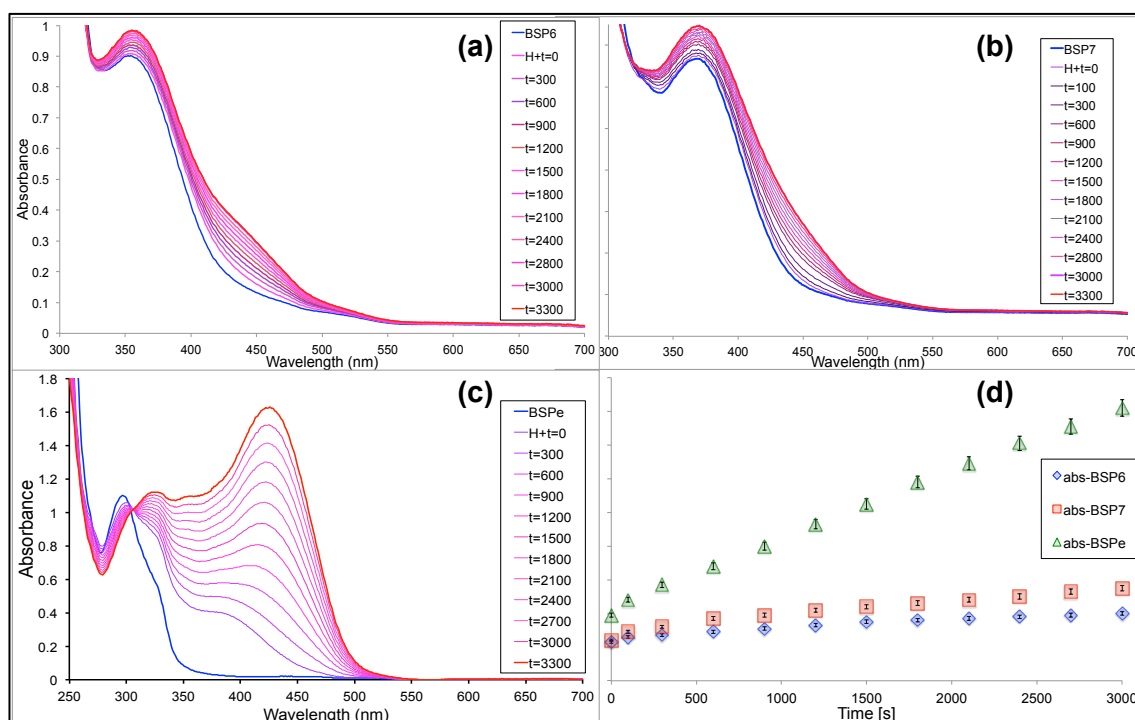 (a)
Absorbance
1
0.9
0.8
0.7
0.6
0.5
0.4
0.3
0.2
0.1
0
300 350 400 450 500 550 600 650 700
Wavelength (nm)
BSP6
H+t=0
t=300
t=600
t=900
t=1200
t=1500
t=1800
t=2100
t=2400
t=2800
t=3000
t=3300
(b)
300 350 400 450 500 550 600 650 700
Wavelength (nm)
BSP7
H+t=0
t=100
t=300
t=600
t=900
t=1200
t=1500
t=1800
t=2100
t=2400
t=2800
t=3000
t=3300
(c)
Absorbance
1.8
1.6
1.4
1.2
1
0.8
0.6
0.4
0.2
0
250 300 350 400 450 500 550 600 650 700
Wavelength (nm)
BSPe
H+t=0
t=300
t=600
t=900
t=1200
t=1500
t=1800
t=2100
t=2400
t=2700
t=3000
t=3300
(d)
abs-BSP6
abs-BSP7
abs-BSPe
0 500 1000 1500 2000 2500 3000
Time [s]